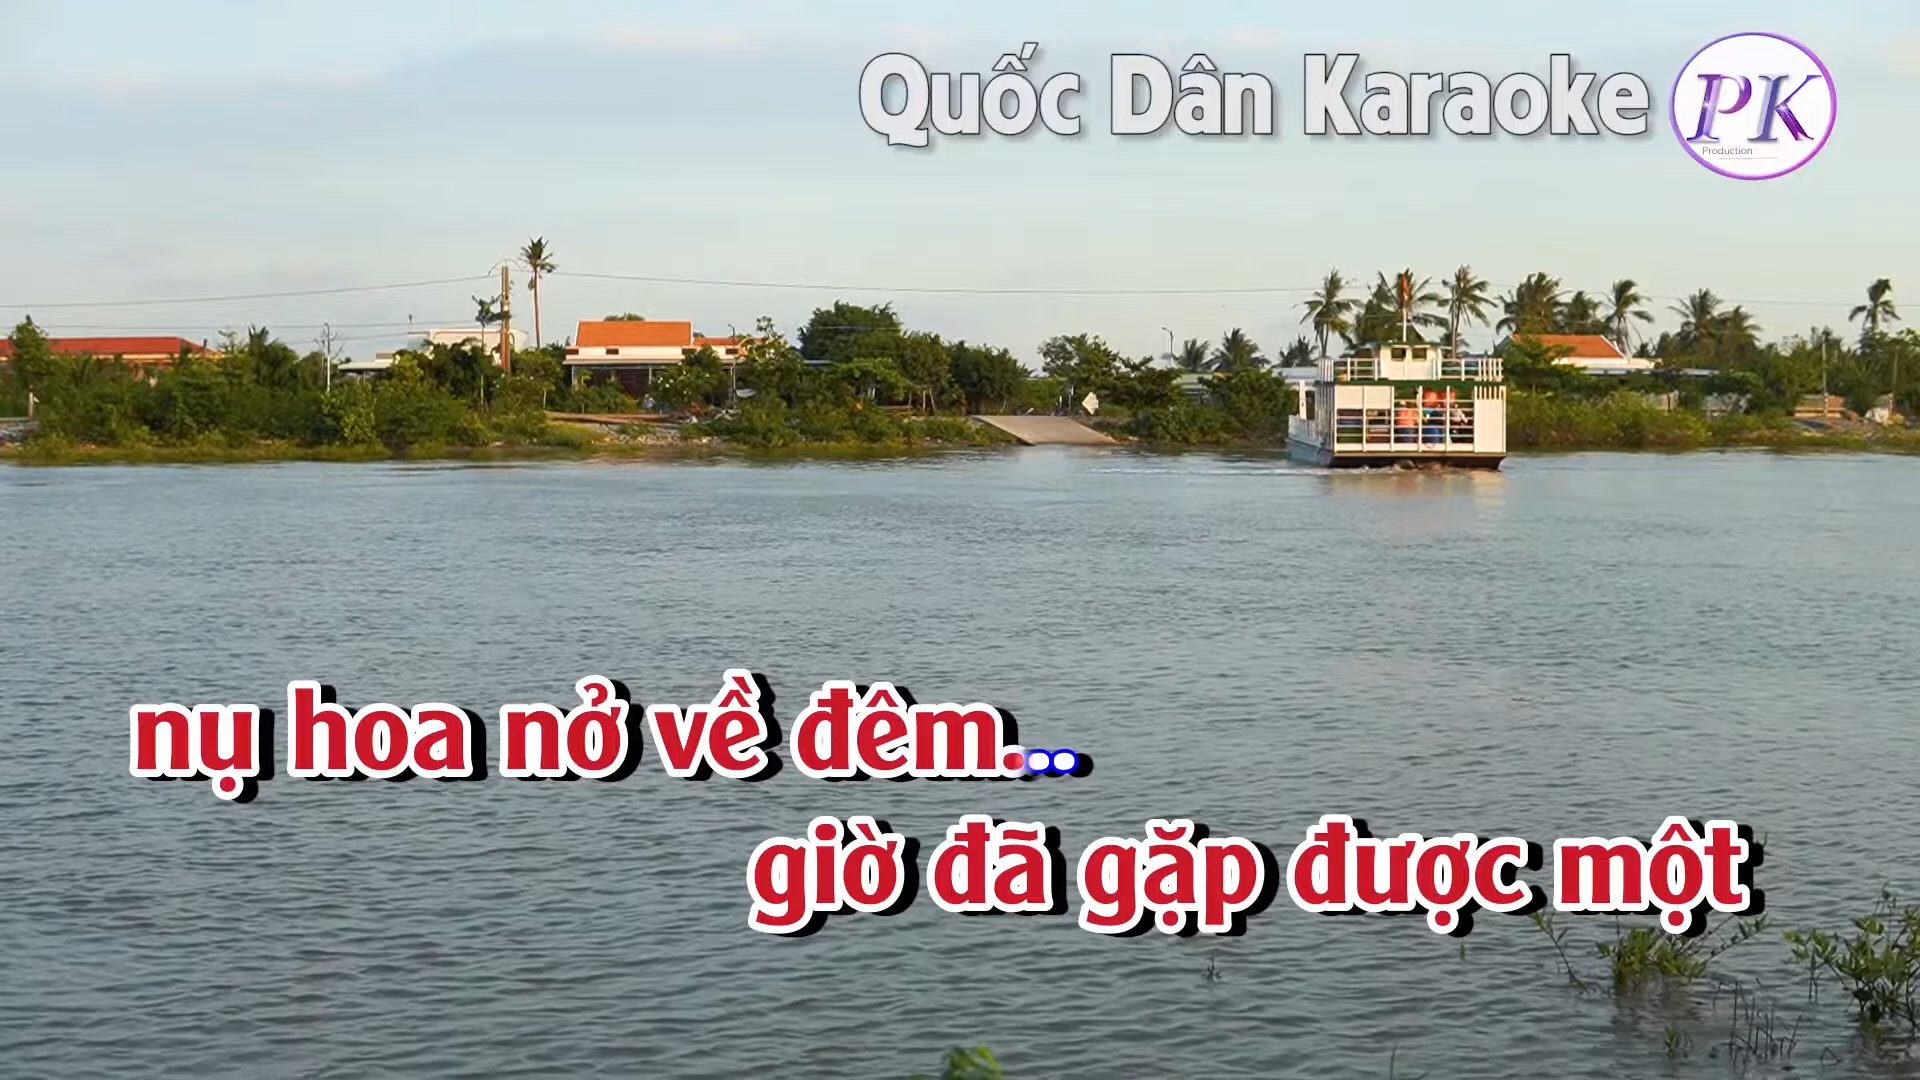 Quốc Dân Karaoke
PK
Production
nụ hoa nở về đêm...
giờ đã gặp được một